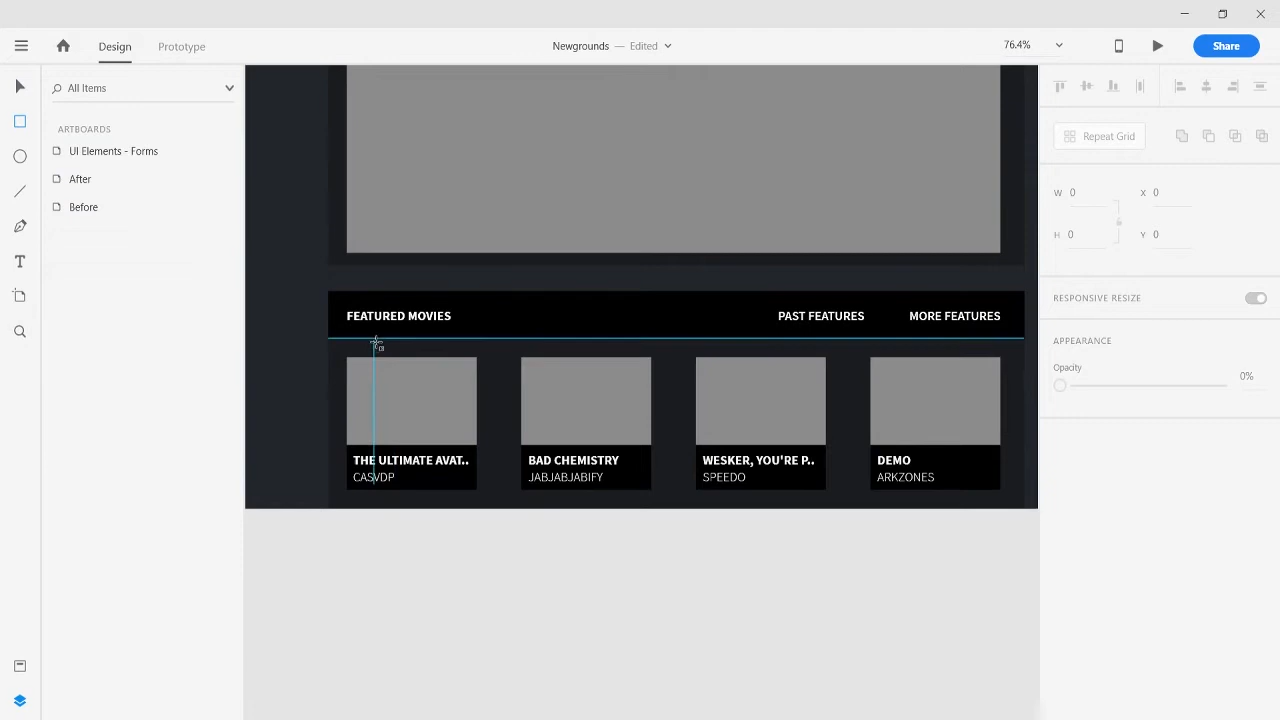 Design
Prototype
Newgrounds — Edited
76.4%
Share
All Items
ARTBOARDS
UI Elements - Forms
After
Before
Repeat Grid
W 0
X 0
H 0
Y 0
RESPONSIVE RESIZE
APPEARANCE
Opacity
0%
FEATURED MOVIES
PAST FEATURES
MORE FEATURES
THE ULTIMATE AVAT..
CASVDP
BAD CHEMISTRY
JABJABJABIFY
WESKER, YOU'RE P..
SPEEDO
DEMO
ARKZONES